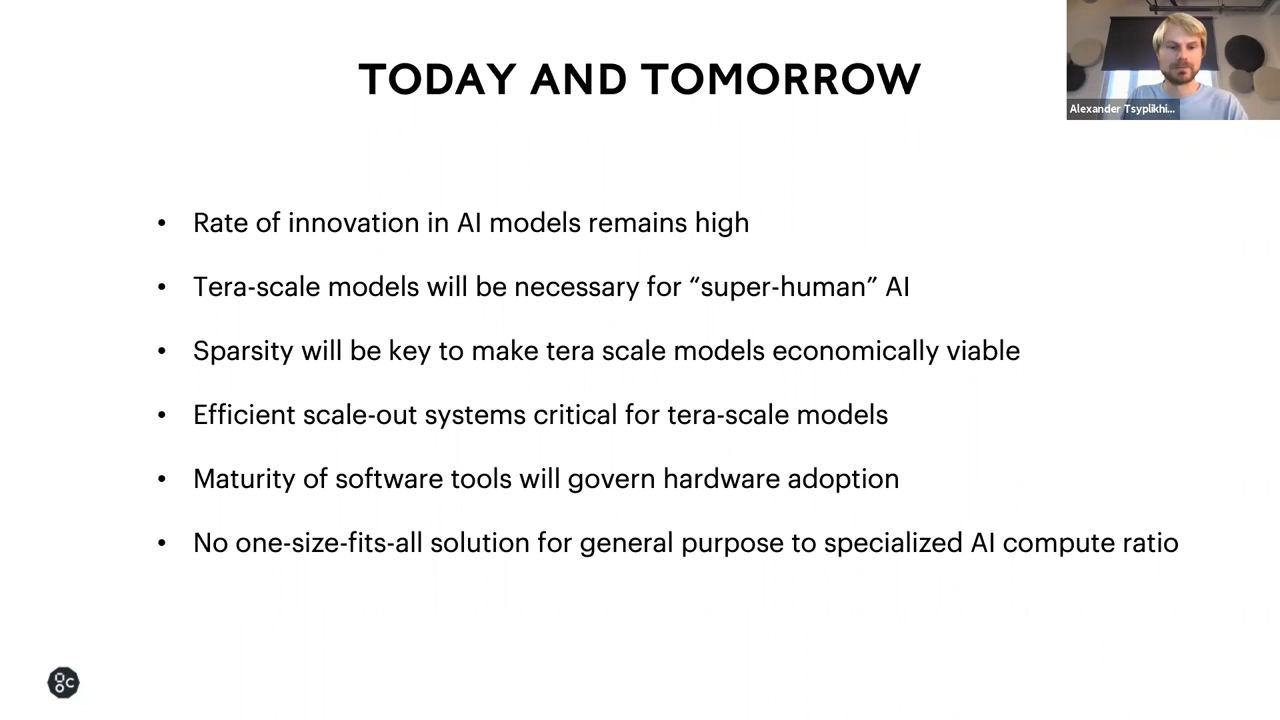 TODAY AND TOMORROW
Alexander Tsyplikhi...
• Rate of innovation in AI models remains high
• Tera-scale models will be necessary for “super-human” AI
• Sparsity will be key to make tera scale models economically viable
• Efficient scale-out systems critical for tera-scale models
• Maturity of software tools will govern hardware adoption
• No one-size-fits-all solution for general purpose to specialized AI compute ratio